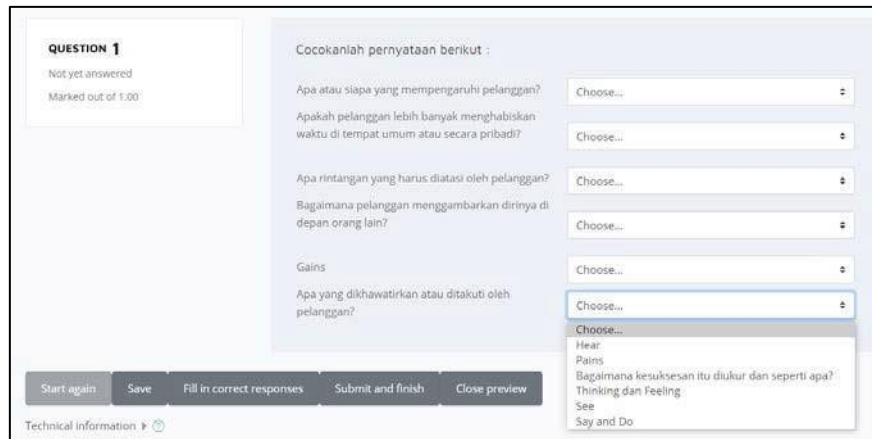 QUESTION 1
Not yet answered
Marked out of 1.00
Cocokanlah pernyataan berikut :
Apa atau siapa yang mempengaruhi pelanggan?
Choose...
Apakah pelanggan lebih banyak menghabiskan
waktu di tempat umum atau secara pribadi?
Choose...
Apa rintangan yang harus diatasi oleh pelanggan?
Choose...
Bagaimana pelanggan menggambarkan dirinya di
depan orang lain?
Choose...
Gains
Choose...
Apa yang dikhawatirkan atau ditakuti oleh
pelanggan?
Choose...
Choose...
Hear
Pains
Bagaimana kesuksesan itu diukur dan seperti apa?
Thinking dan Feeling
See
Say and Do
Start again
Save
Fill in correct responses
Submit and finish
Close preview
Technical information